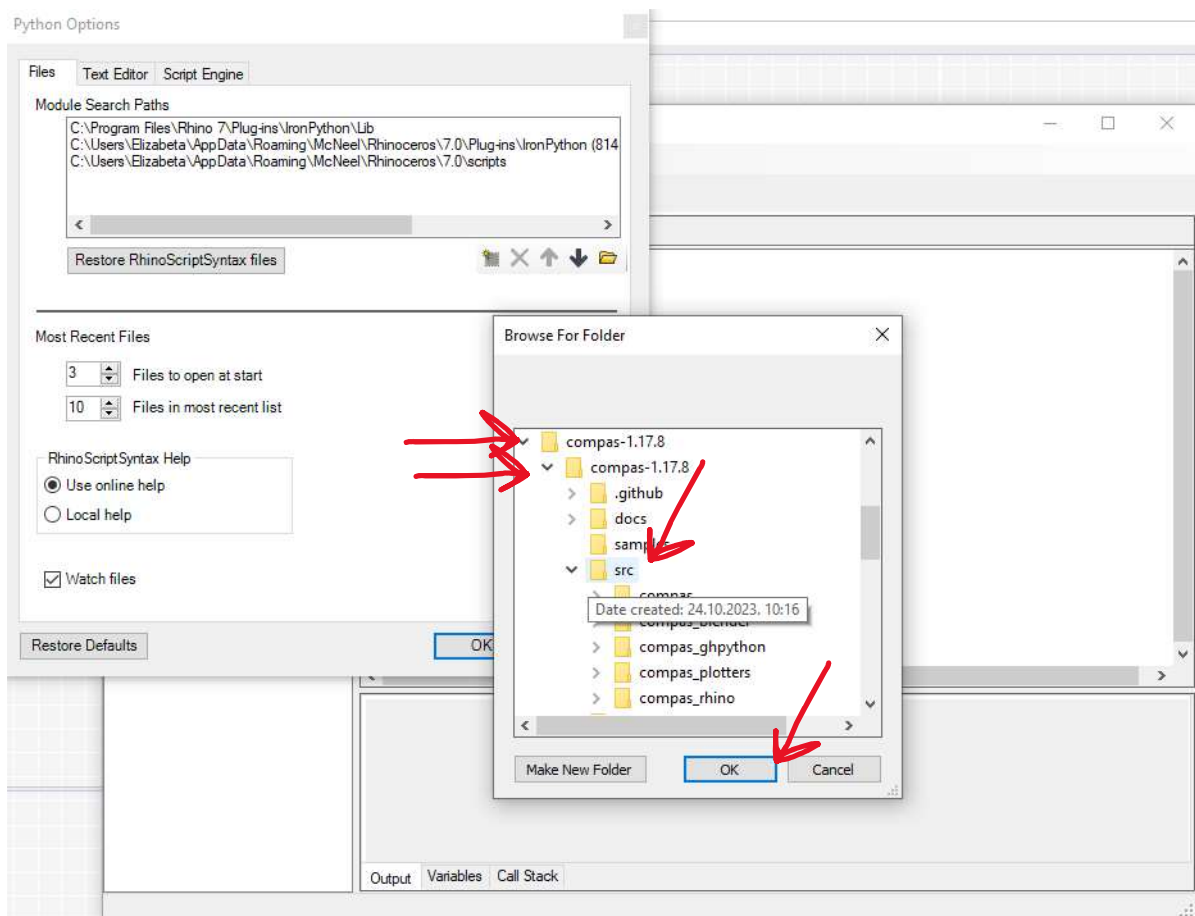 Python Options
Files Text Editor Script Engine
Module Search Paths
C:\Program Files\Rhino 7\Plug-ins\IronPython\Lib
C:\Users\Elizabeta\AppData\Roaming\McNeel\Rhinoceros\7.0\Plug-ins\IronPython (814
C:\Users\Elizabeta\AppData\Roaming\McNeel\Rhinoceros\7.0\scripts
Restore RhinoScriptSyntax files
Most Recent Files
3 Files to open at start
10 Files in most recent list
RhinoScriptSyntax Help
Use online help
Local help
Watch files
Restore Defaults
OK
Browse For Folder
compas-1.17.8
compas-1.17.8
.github
docs
samples
src
compas
Date created: 24.10.2023. 10:16
compas_blender
compas_ghpython
compas_plotters
compas_rhino
Make New Folder OK Cancel
Output Variables Call Stack